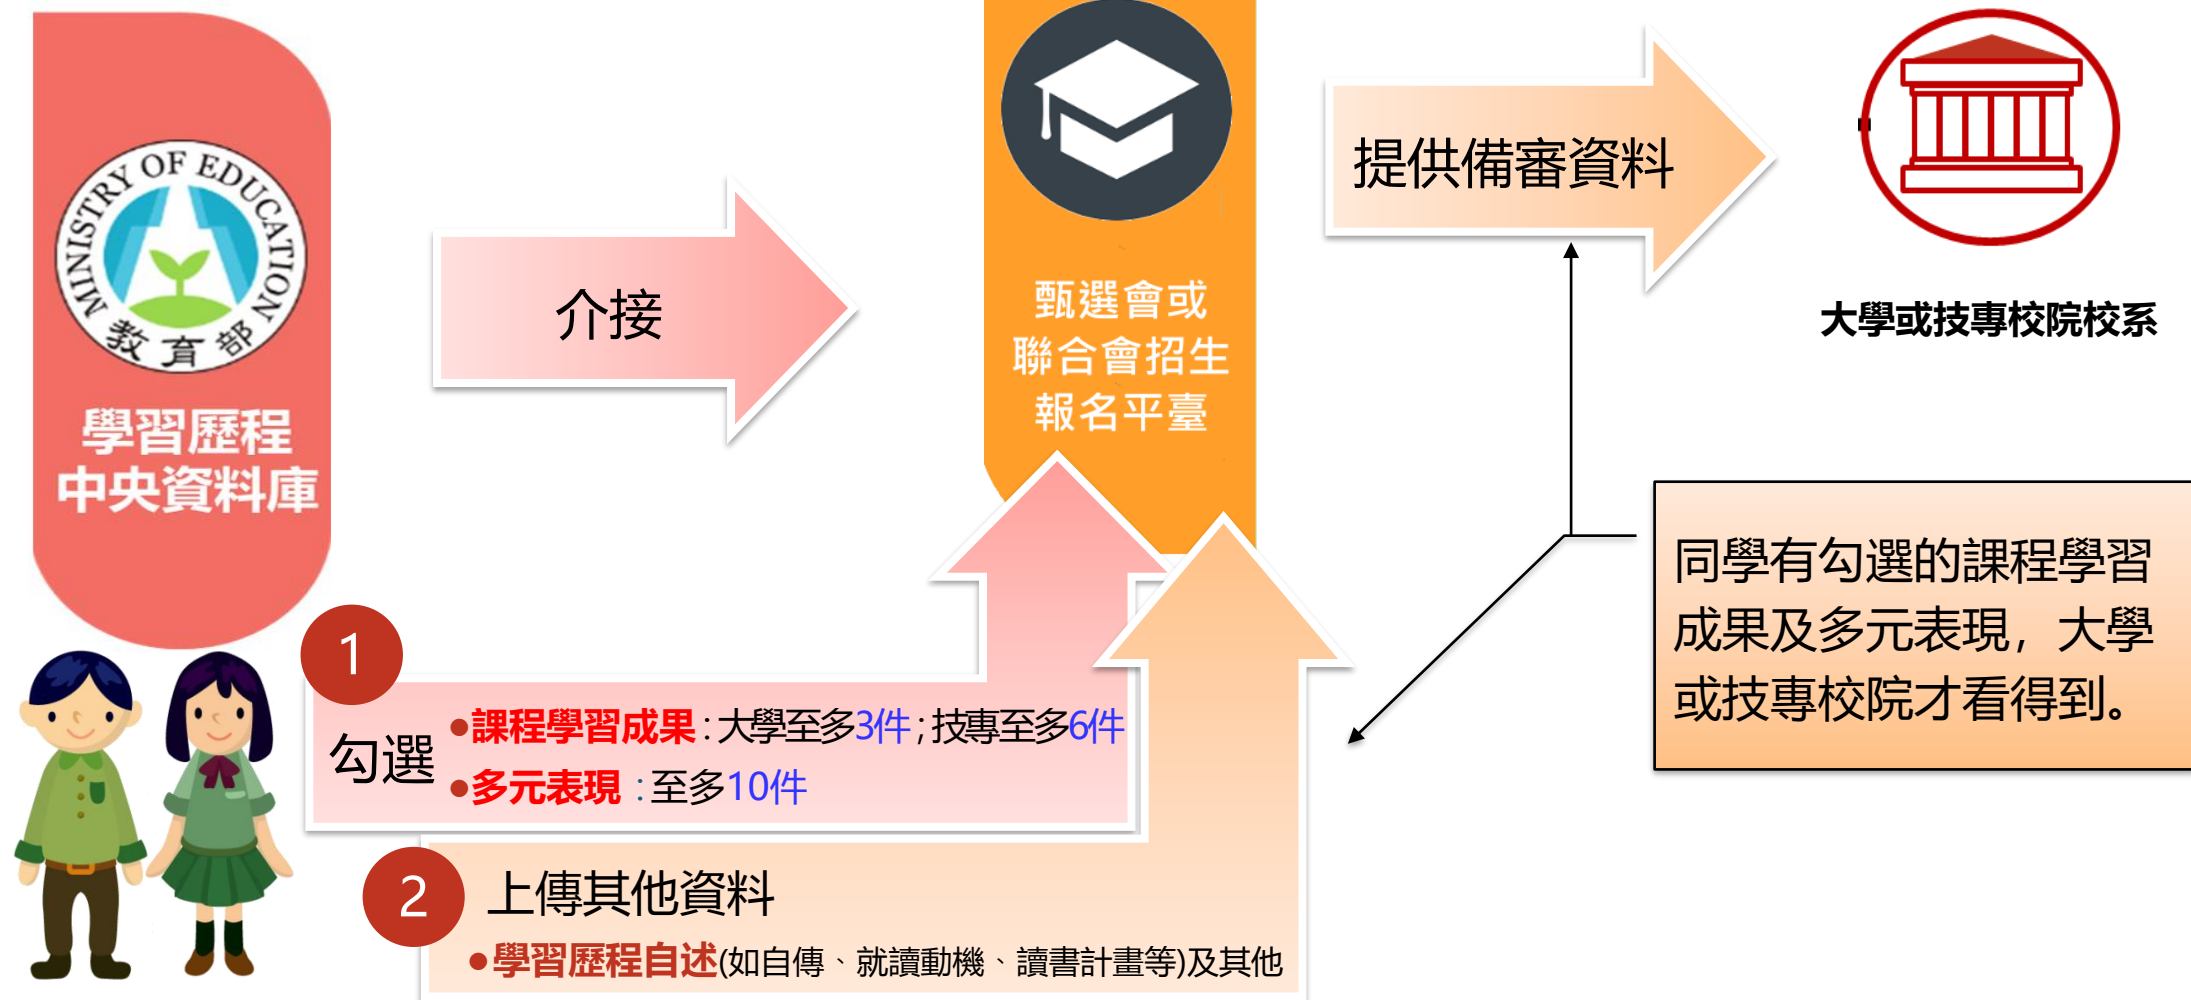 MINISTRY OF EDUCATION
教育部
學習歷程
中央資料庫
介接
甄選會或
聯合會招生
報名平臺
提供備審資料
大學或技專校院校系
同學有勾選的課程學習
成果及多元表現，大學
或技專校院才看得到。
1
勾選
●課程學習成果：大學至多3件；技專至多6件
●多元表現：至多10件
2
上傳其他資料
●學習歷程自述(如自傳、就讀動機、讀書計畫等)及其他